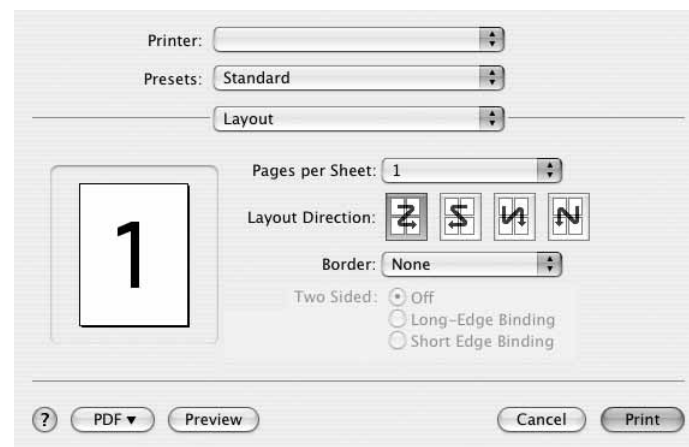 Printer:
Presets: Standard
Layout
Pages per Sheet: 1
1
Layout Direction:
Border: None
Two Sided: Off
Long-Edge Binding
Short Edge Binding
? PDF▼ Preview Cancel Print